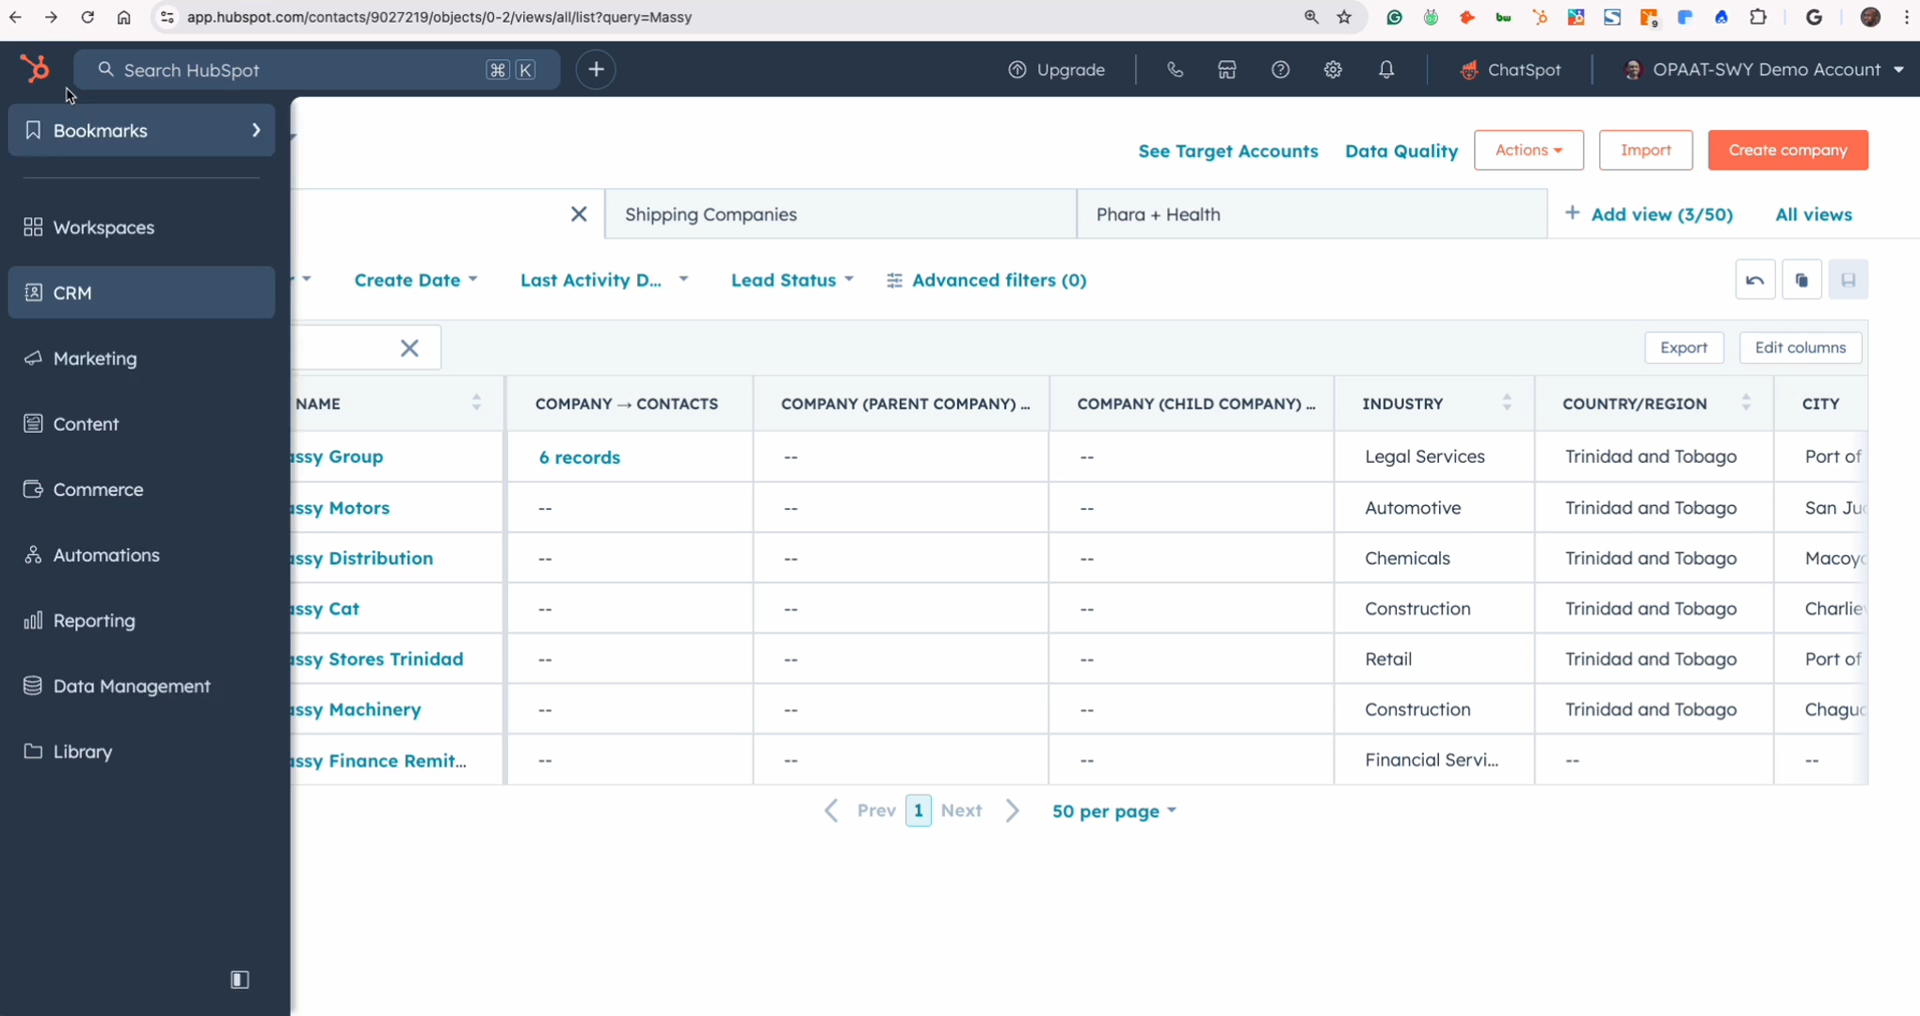 app.hubspot.com/contacts/9027219/objects/0-2/views/all/list?query=Massy
9
G
Search HubSpot
⌘ K
Upgrade
ChatSpot
OPAAT-SWY Demo Account
Bookmarks
Workspaces
CRM
Marketing
Content
Commerce
Automations
Reporting
Data Management
Library
See Target Accounts
Data Quality
Actions
Import
Create company
Shipping Companies
Phara + Health
+ Add view (3/50)
All views
Create Date
Last Activity D...
Lead Status
Advanced filters (0)
Export
Edit columns
NAME COMPANY → CONTACTS COMPANY (PARENT COMPANY) ... COMPANY (CHILD COMPANY) ... INDUSTRY COUNTRY/REGION CITY
assy Group 6 records -- -- Legal Services Trinidad and Tobago Port of
assy Motors -- -- -- Automotive Trinidad and Tobago San Ju
assy Distribution -- -- -- Chemicals Trinidad and Tobago Macoy
assy Cat -- -- -- Construction Trinidad and Tobago Charlie
assy Stores Trinidad -- -- -- Retail Trinidad and Tobago Port of
assy Machinery -- -- -- Construction Trinidad and Tobago Chagu
assy Finance Remit... -- -- -- Financial Servi... -- --
Prev 1 Next
50 per page